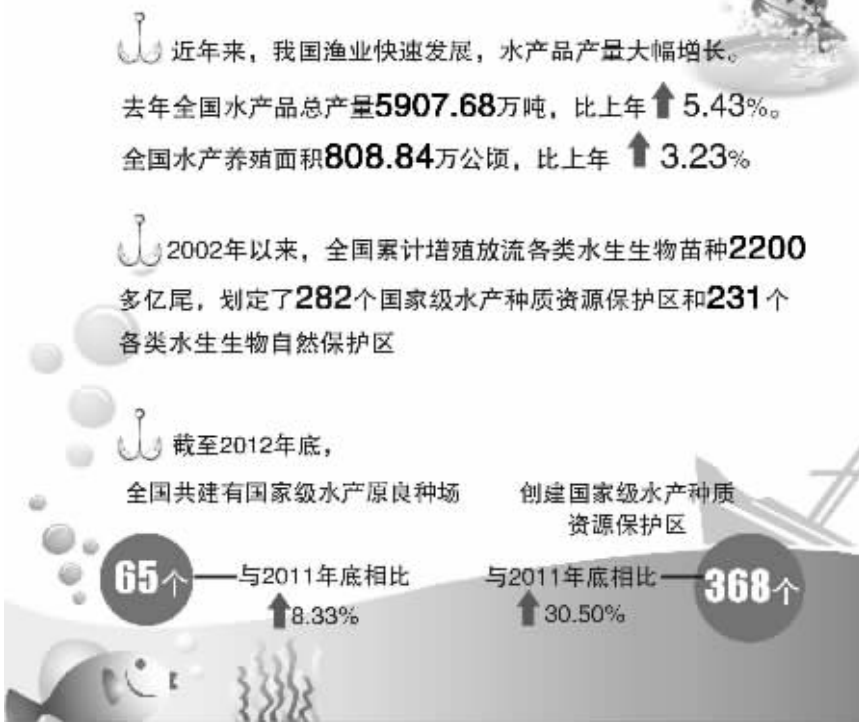 近年来，我国渔业快速发展，水产品产量大幅增长。
去年全国水产品总产量5907.68万吨，比上年 5.43%。
全国水产养殖面积808.84万公顷，比上年 3.23%
2002年以来，全国累计增殖放流各类水生生物苗种2200
多亿尾，划定了282个国家级水产种质资源保护区和231个
各类水生生物自然保护区
截至2012年底，
全国共建有国家级水产原良种场
65个
与2011年底相比
8.33%
创建国家级水产种质
资源保护区
与2011年底相比
30.50%
368个